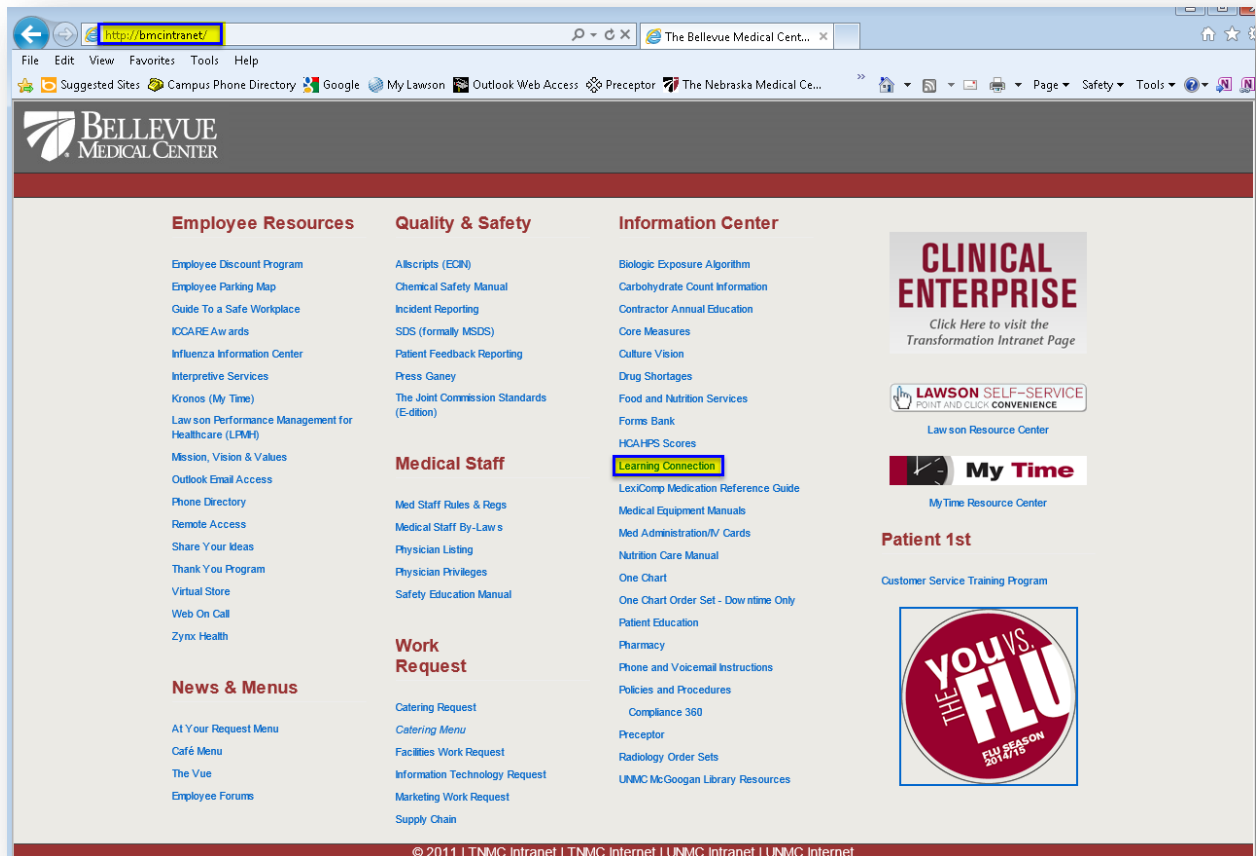 http://bmcintranet/
The Bellevue Medical Cent...
File Edit View Favorites Tools Help
Suggested Sites Campus Phone Directory Google My Lawson Outlook Web Access Preceptor The Nebraska Medical Ce... Page Safety Tools
BELLEVUE
MEDICAL CENTER
Employee Resources
Employee Discount Program
Employee Parking Map
Guide To a Safe Workplace
ICCARE Awards
Influenza Information Center
Interpretive Services
Kronos (My Time)
Lawson Performance Management for
Healthcare (LPMH)
Mission, Vision & Values
Outlook Email Access
Phone Directory
Remote Access
Share Your Ideas
Thank You Program
Virtual Store
Web On Call
Zynx Health
News & Menus
At Your Request Menu
Café Menu
The Vue
Employee Forums
Quality & Safety
Allscripts (ECIN)
Chemical Safety Manual
Incident Reporting
SDS (formally MSDS)
Patient Feedback Reporting
Press Ganey
The Joint Commission Standards
(E-dition)
Medical Staff
Med Staff Rules & Regs
Medical Staff By-Laws
Physician Listing
Physician Privileges
Safety Education Manual
Work
Request
Catering Request
Catering Menu
Facilities Work Request
Information Technology Request
Marketing Work Request
Supply Chain
Information Center
Biologic Exposure Algorithm
Carbohydrate Count Information
Contractor Annual Education
Core Measures
Culture Vision
Drug Shortages
Food and Nutrition Services
Forms Bank
HCAHPS Scores
Learning Connection
LexiComp Medication Reference Guide
Medical Equipment Manuals
Med Administration/IV Cards
Nutrition Care Manual
One Chart
One Chart Order Set - Downtime Only
Patient Education
Pharmacy
Phone and Voicemail Instructions
Policies and Procedures
Compliance 360
Preceptor
Radiology Order Sets
UNMC McGoogan Library Resources
CLINICAL
ENTERPRISE
Click Here to visit the
Transformation Intranet Page
LAWSON SELF-SERVICE
POINT AND CLICK CONVENIENCE
Lawson Resource Center
My Time
MyTime Resource Center
Patient 1st
Customer Service Training Program
YOU VS.
THE FLU
FLU SEASON
2014/15
© 2011 | TNMC Intranet | TNMC Internet | UNMC Intranet | UNMC Internet